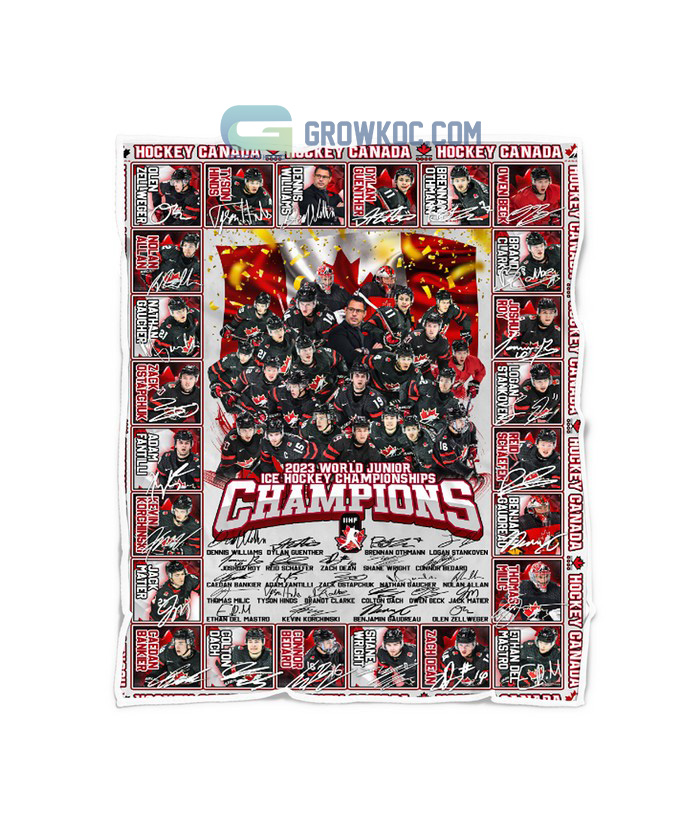 GROWKOC.COM
HOCKEY CANADA HOCKEY CANADA HOCKEY CANADA
OLEN ZELLWEGER
TYSON HINDS
DENNIS WILLIAMS
DYLAN GUENTHER
BRENNAN OTHMANN
OWEN BECK
NOLAN ALLAN
BRANDT CLARKE
NATHAN GAUCHER
JOSHUA ROY
ZACK OSTAPCHUK
LOGAN STANKOVEN
ADAM FANTILLI
REID SCHAEFER
KEVIN KORCHINSKI
BENJAMIN GAUDREAU
JACK MATIER
THOMAS MILIC
HOCKEY CANADA
HOCKEY CANADA
HOCKEY CANADA
2023 WORLD JUNIOR
ICE HOCKEY CHAMPIONSHIPS
CHAMPIONS
IIHF
DENNIS WILLIAMS DYLAN GUENTHER BRENNAN OTHMANN LOGAN STANKOVEN
JOSHUA ROY REID SCHAEFER ZACH DEAN SHANE WRIGHT CONNOR BEDARD
CAEDAN BANKIER ADAM FANTILLI ZACK OSTAPCHUK NATHAN GAUCHER NOLAN ALLAN
THOMAS MILIC TYSON HINDS BRANDT CLARKE COLTON DACH OWEN BECK JACK MATIER
ETHAN DEL MASTRO KEVIN KORCHINSKI BENJAMIN GAUDREAU OLEN ZELLWEGER
CAEDAN BANKIER
COLTON DACH
CONNOR BEDARD
SHANE WRIGHT
ZACH DEAN
ETHAN DEL MASTRO